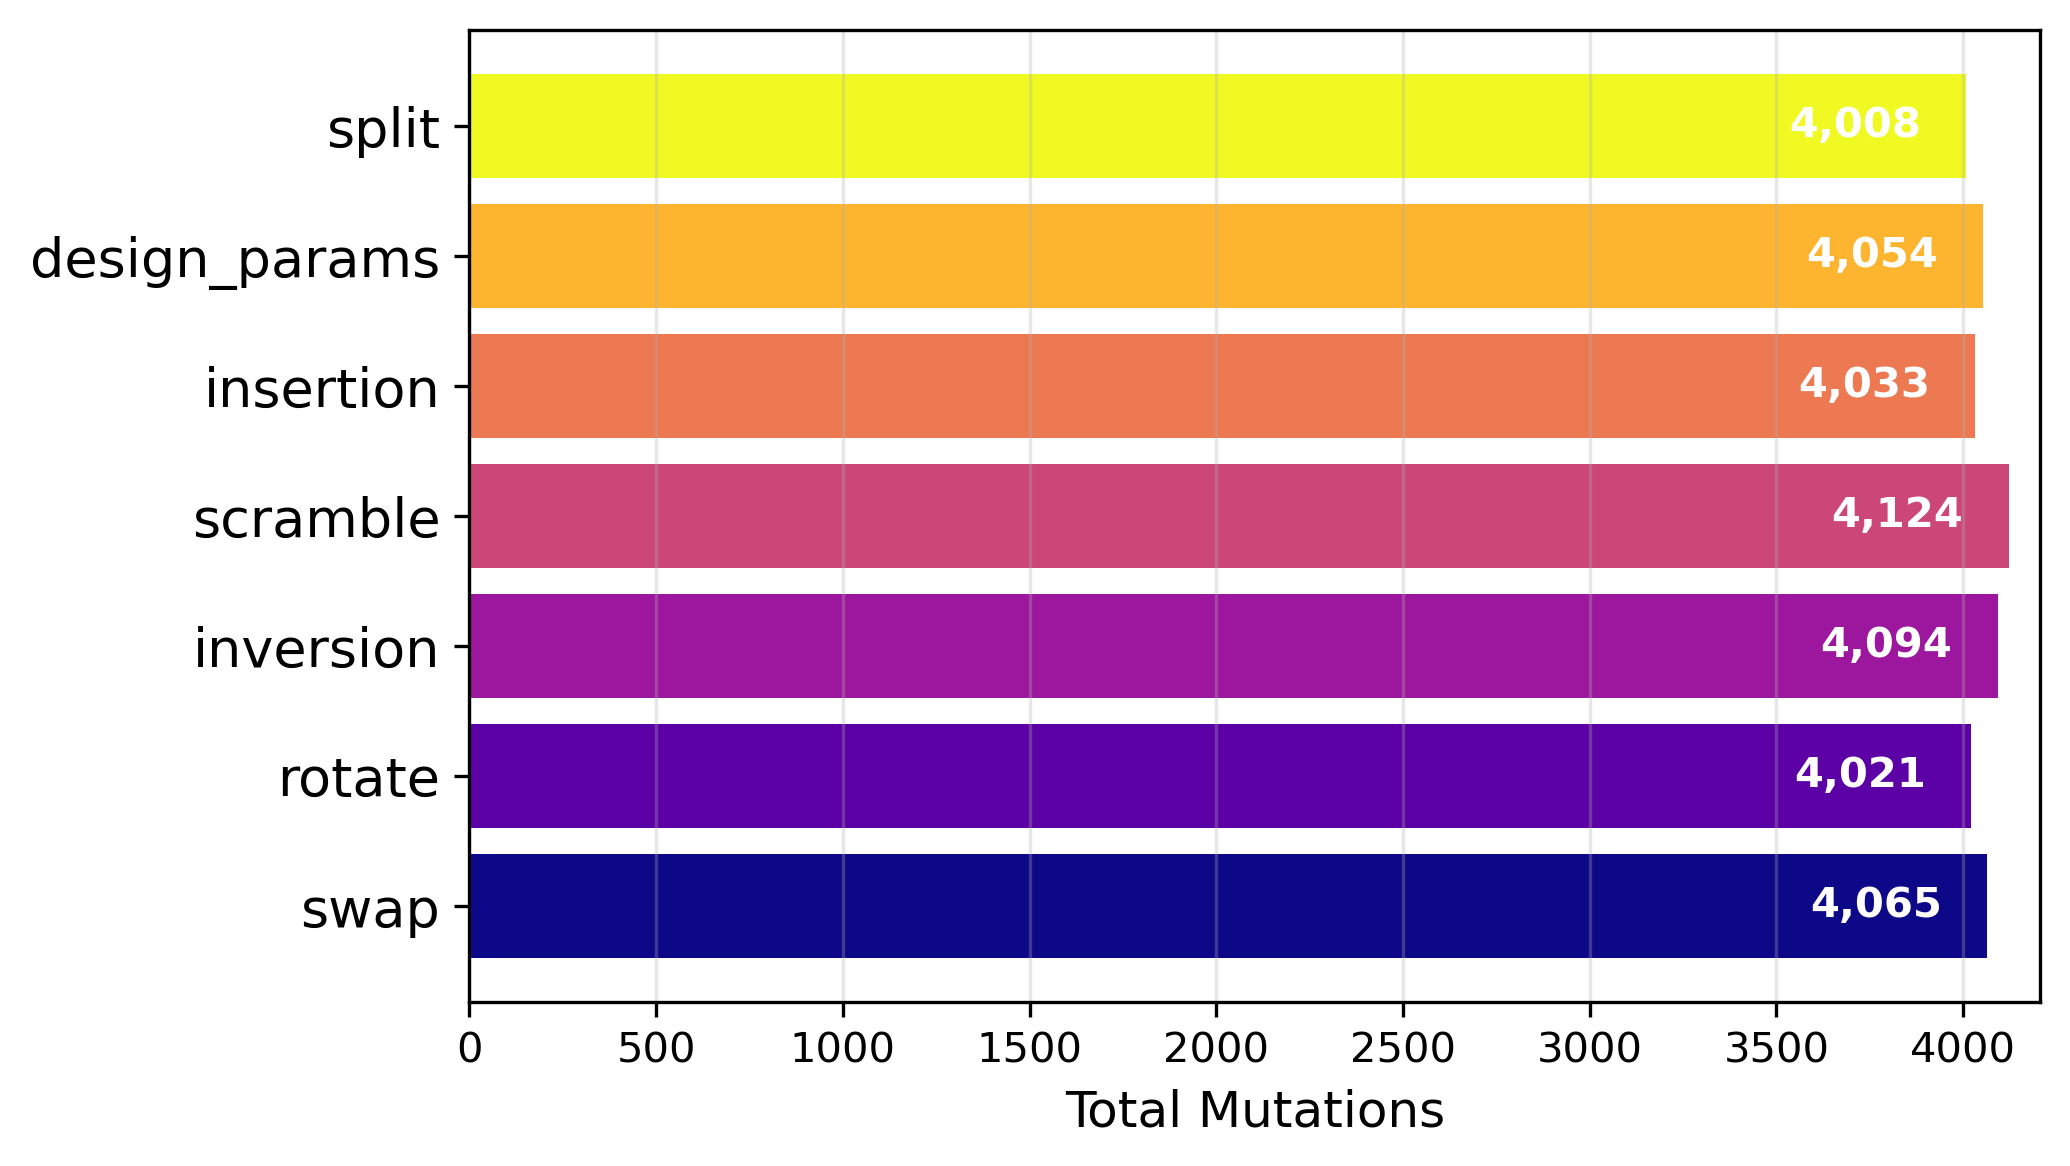 split 4,008
design_params 4,054
insertion 4,033
scramble 4,124
inversion 4,094
rotate 4,021
swap 4,065
0 500 1000 1500 2000 2500 3000 3500 4000
Total Mutations